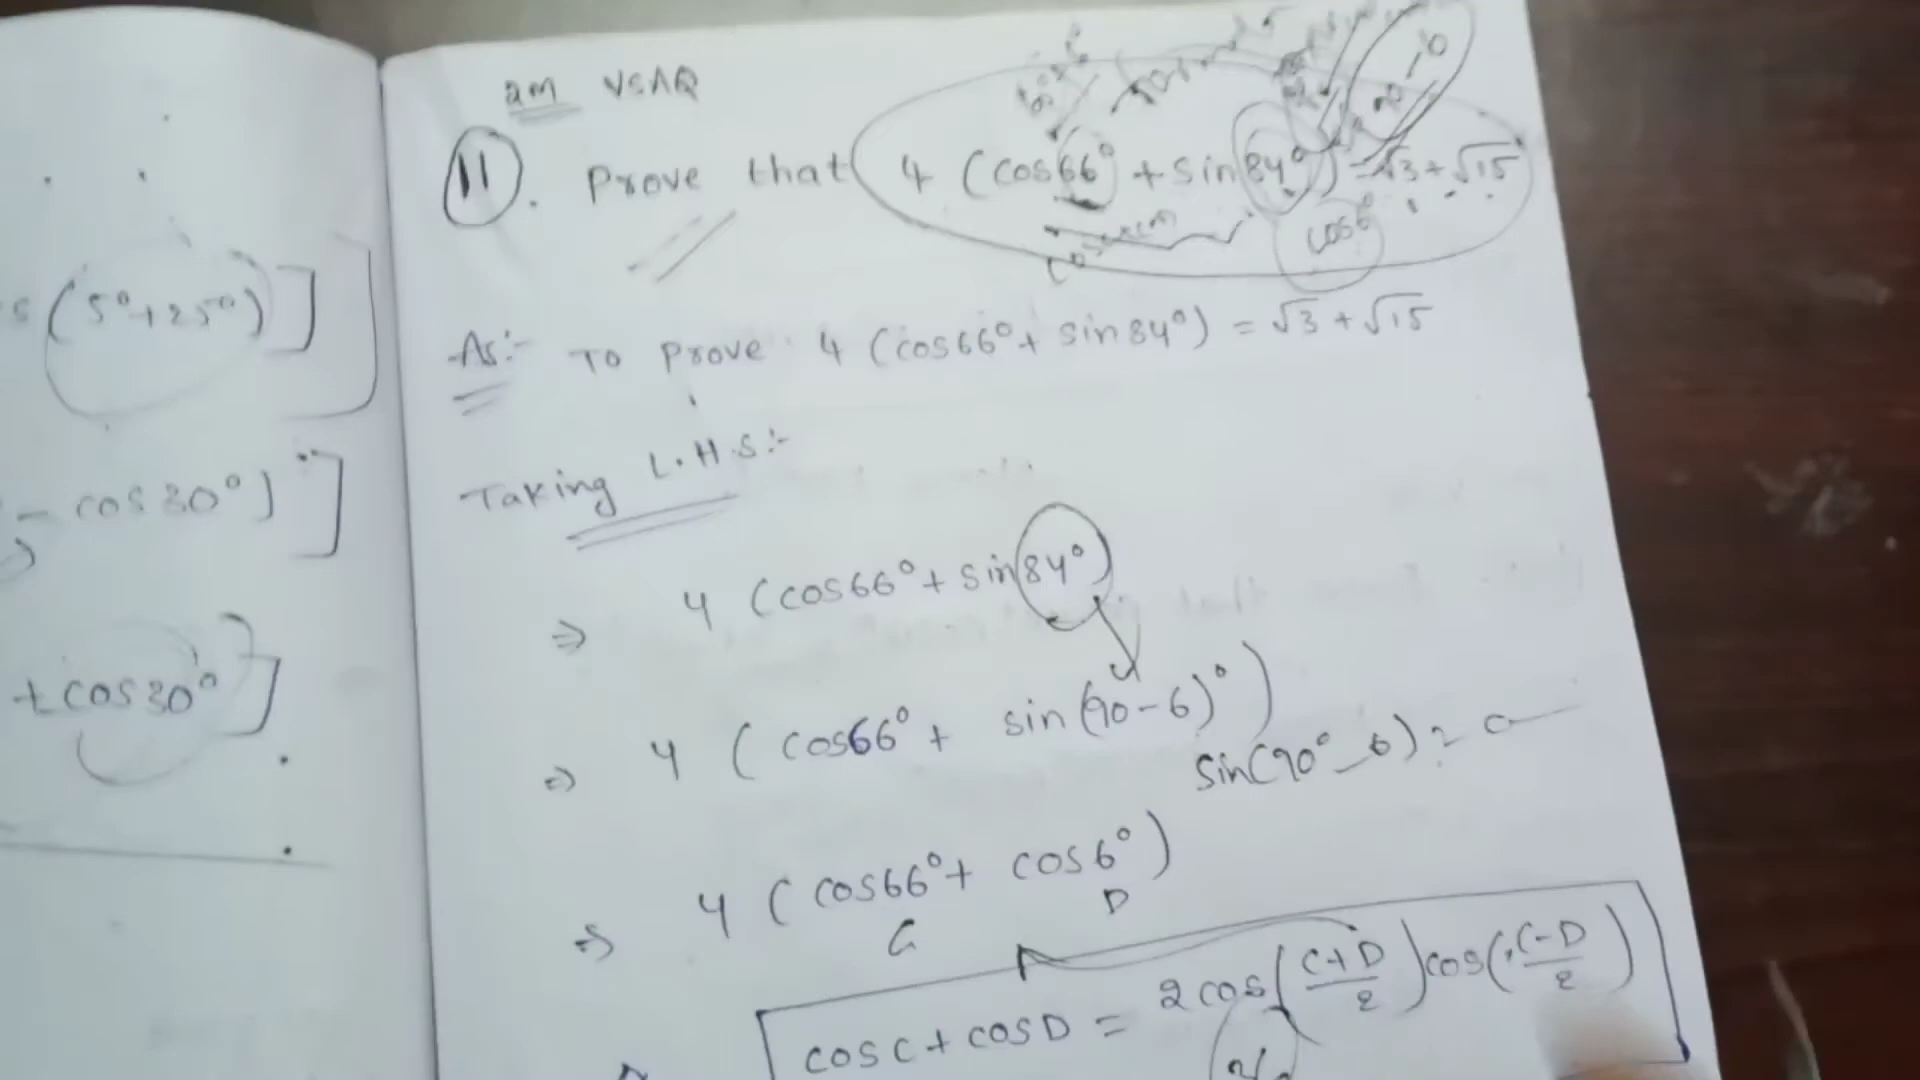 (5°+25°)]
- cos30°)]
+cos30°]
2M VSAQ
11. Prove that 4 (cos66° + sin84°) = √3 + √15
cos6°
As:- To Prove 4 (cos66° + sin84°) = √3 + √15
Taking L.H.S:-
⇒ 4 (cos66° + sin84°)
⇒ 4 (cos66° + sin(90-6)°)
sin(90°-6) =
⇒ 4 (cos66° + cos6°)
C D
cosC + cosD = 2cos(C+D/2)cos(C-D/2)